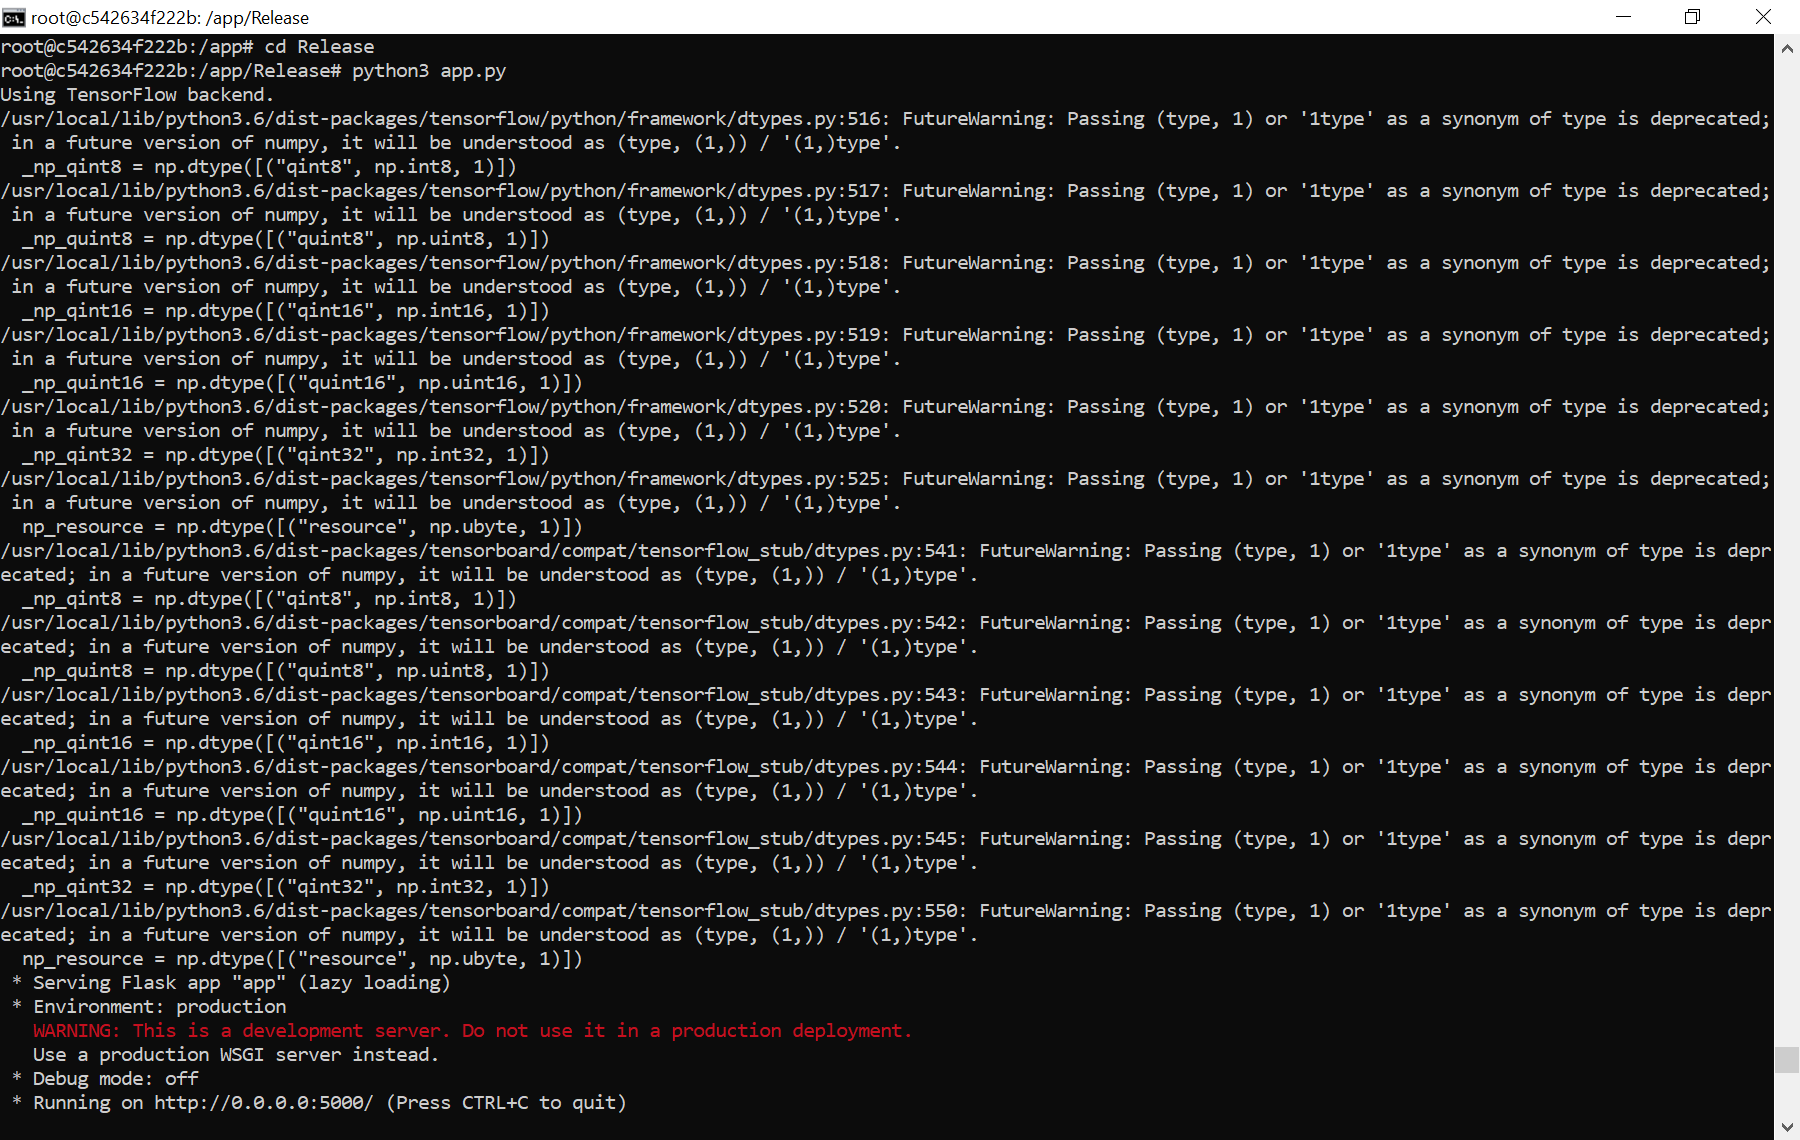 root@c542634f222b: /app/Release
root@c542634f222b:/app# cd Release
root@c542634f222b:/app/Release# python3 app.py
Using TensorFlow backend.
/usr/local/lib/python3.6/dist-packages/tensorflow/python/framework/dtypes.py:516: FutureWarning: Passing (type, 1) or '1type' as a synonym of type is deprecated;
 in a future version of numpy, it will be understood as (type, (1,)) / '(1,)type'.
  _np_qint8 = np.dtype([("qint8", np.int8, 1)])
/usr/local/lib/python3.6/dist-packages/tensorflow/python/framework/dtypes.py:517: FutureWarning: Passing (type, 1) or '1type' as a synonym of type is deprecated;
 in a future version of numpy, it will be understood as (type, (1,)) / '(1,)type'.
  _np_quint8 = np.dtype([("quint8", np.uint8, 1)])
/usr/local/lib/python3.6/dist-packages/tensorflow/python/framework/dtypes.py:518: FutureWarning: Passing (type, 1) or '1type' as a synonym of type is deprecated;
 in a future version of numpy, it will be understood as (type, (1,)) / '(1,)type'.
  _np_qint16 = np.dtype([("qint16", np.int16, 1)])
/usr/local/lib/python3.6/dist-packages/tensorflow/python/framework/dtypes.py:519: FutureWarning: Passing (type, 1) or '1type' as a synonym of type is deprecated;
 in a future version of numpy, it will be understood as (type, (1,)) / '(1,)type'.
  _np_quint16 = np.dtype([("quint16", np.uint16, 1)])
/usr/local/lib/python3.6/dist-packages/tensorflow/python/framework/dtypes.py:520: FutureWarning: Passing (type, 1) or '1type' as a synonym of type is deprecated;
 in a future version of numpy, it will be understood as (type, (1,)) / '(1,)type'.
  _np_qint32 = np.dtype([("qint32", np.int32, 1)])
/usr/local/lib/python3.6/dist-packages/tensorflow/python/framework/dtypes.py:525: FutureWarning: Passing (type, 1) or '1type' as a synonym of type is deprecated;
 in a future version of numpy, it will be understood as (type, (1,)) / '(1,)type'.
  np_resource = np.dtype([("resource", np.ubyte, 1)])
/usr/local/lib/python3.6/dist-packages/tensorboard/compat/tensorflow_stub/dtypes.py:541: FutureWarning: Passing (type, 1) or '1type' as a synonym of type is depr
ecated; in a future version of numpy, it will be understood as (type, (1,)) / '(1,)type'.
  _np_qint8 = np.dtype([("qint8", np.int8, 1)])
/usr/local/lib/python3.6/dist-packages/tensorboard/compat/tensorflow_stub/dtypes.py:542: FutureWarning: Passing (type, 1) or '1type' as a synonym of type is depr
ecated; in a future version of numpy, it will be understood as (type, (1,)) / '(1,)type'.
  _np_quint8 = np.dtype([("quint8", np.uint8, 1)])
/usr/local/lib/python3.6/dist-packages/tensorboard/compat/tensorflow_stub/dtypes.py:543: FutureWarning: Passing (type, 1) or '1type' as a synonym of type is depr
ecated; in a future version of numpy, it will be understood as (type, (1,)) / '(1,)type'.
  _np_qint16 = np.dtype([("qint16", np.int16, 1)])
/usr/local/lib/python3.6/dist-packages/tensorboard/compat/tensorflow_stub/dtypes.py:544: FutureWarning: Passing (type, 1) or '1type' as a synonym of type is depr
ecated; in a future version of numpy, it will be understood as (type, (1,)) / '(1,)type'.
  _np_quint16 = np.dtype([("quint16", np.uint16, 1)])
/usr/local/lib/python3.6/dist-packages/tensorboard/compat/tensorflow_stub/dtypes.py:545: FutureWarning: Passing (type, 1) or '1type' as a synonym of type is depr
ecated; in a future version of numpy, it will be understood as (type, (1,)) / '(1,)type'.
  _np_qint32 = np.dtype([("qint32", np.int32, 1)])
/usr/local/lib/python3.6/dist-packages/tensorboard/compat/tensorflow_stub/dtypes.py:550: FutureWarning: Passing (type, 1) or '1type' as a synonym of type is depr
ecated; in a future version of numpy, it will be understood as (type, (1,)) / '(1,)type'.
  np_resource = np.dtype([("resource", np.ubyte, 1)])
 * Serving Flask app "app" (lazy loading)
 * Environment: production
   WARNING: This is a development server. Do not use it in a production deployment.
   Use a production WSGI server instead.
 * Debug mode: off
 * Running on http://0.0.0.0:5000/ (Press CTRL+C to quit)